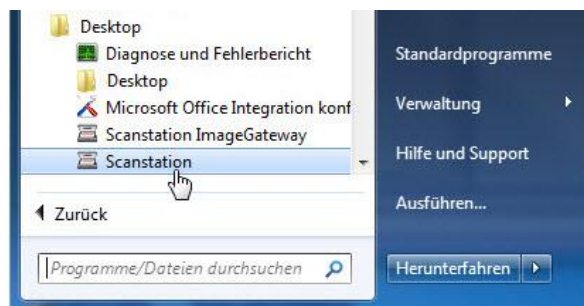 Desktop
Diagnose und Fehlerbericht
Desktop
Microsoft Office Integration konf
Scanstation ImageGateway
Scanstation
Zurück
Programme/Dateien durchsuchen
Standardprogramme
Verwaltung
Hilfe und Support
Ausführen...
Herunterfahren